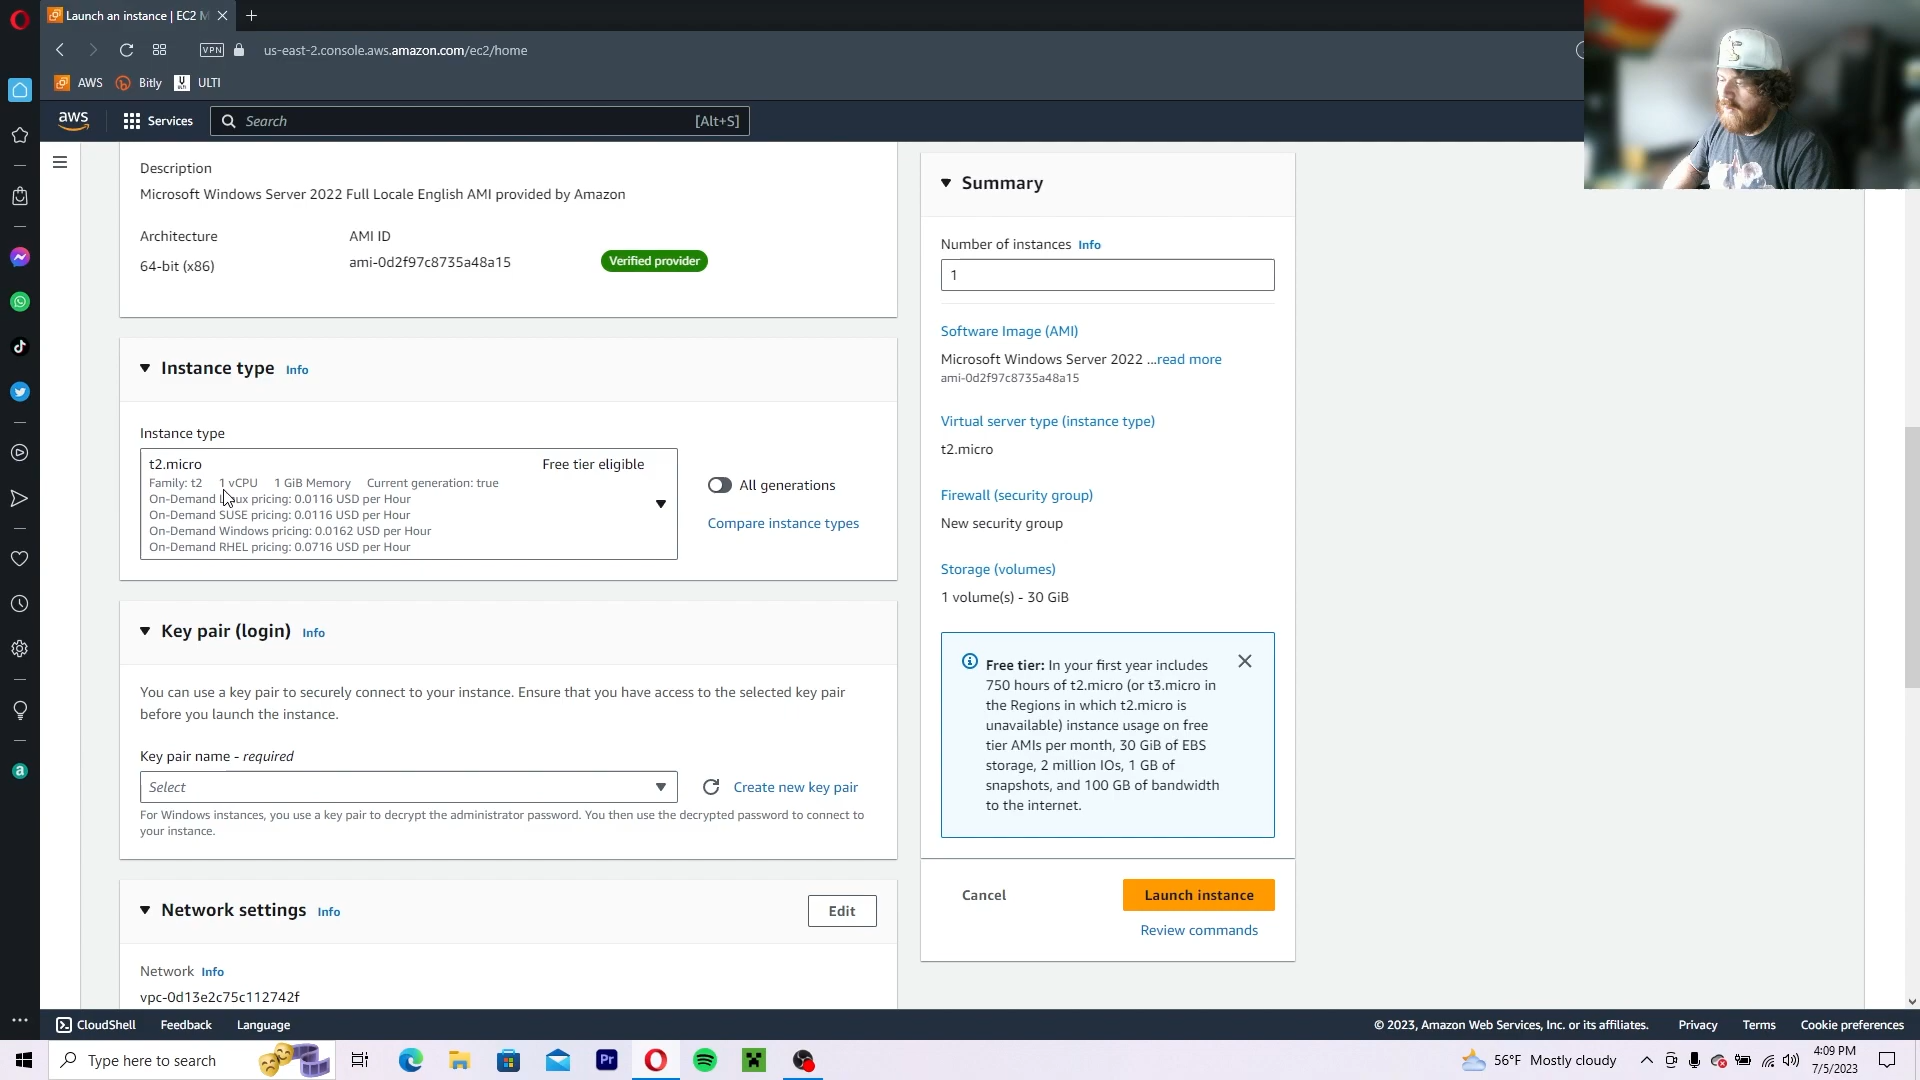 Launch an instance | EC2 M
VPN
us-east-2.console.aws.amazon.com/ec2/home
AWS
Bitly
ULTI
aws
Services
Search
[Alt+S]
Description
Microsoft Windows Server 2022 Full Locale English AMI provided by Amazon
Architecture
AMI ID
64-bit (x86)
ami-0d2f97c8735a48a15
Verified provider
Instance type Info
Instance type
t2.micro
Free tier eligible
Family: t2 1 vCPU 1 GiB Memory Current generation: true
On-Demand Linux pricing: 0.0116 USD per Hour
On-Demand SUSE pricing: 0.0116 USD per Hour
On-Demand Windows pricing: 0.0162 USD per Hour
On-Demand RHEL pricing: 0.0716 USD per Hour
All generations
Compare instance types
Key pair (login) Info
You can use a key pair to securely connect to your instance. Ensure that you have access to the selected key pair
before you launch the instance.
Key pair name - required
Select
Create new key pair
For Windows instances, you use a key pair to decrypt the administrator password. You then use the decrypted password to connect to
your instance.
Network settings Info
Edit
Network Info
vpc-0d13e2c75c112742f
Summary
Number of instances Info
1
Software Image (AMI)
Microsoft Windows Server 2022 ...read more
ami-0d2f97c8735a48a15
Virtual server type (instance type)
t2.micro
Firewall (security group)
New security group
Storage (volumes)
1 volume(s) - 30 GiB
Free tier: In your first year includes
750 hours of t2.micro (or t3.micro in
the Regions in which t2.micro is
unavailable) instance usage on free
tier AMIs per month, 30 GiB of EBS
storage, 2 million IOs, 1 GB of
snapshots, and 100 GB of bandwidth
to the internet.
Cancel
Launch instance
Review commands
CloudShell
Feedback
Language
© 2023, Amazon Web Services, Inc. or its affiliates.
Privacy
Terms
Cookie preferences
Type here to search
Pr
56°F Mostly cloudy
4:09 PM
7/5/2023